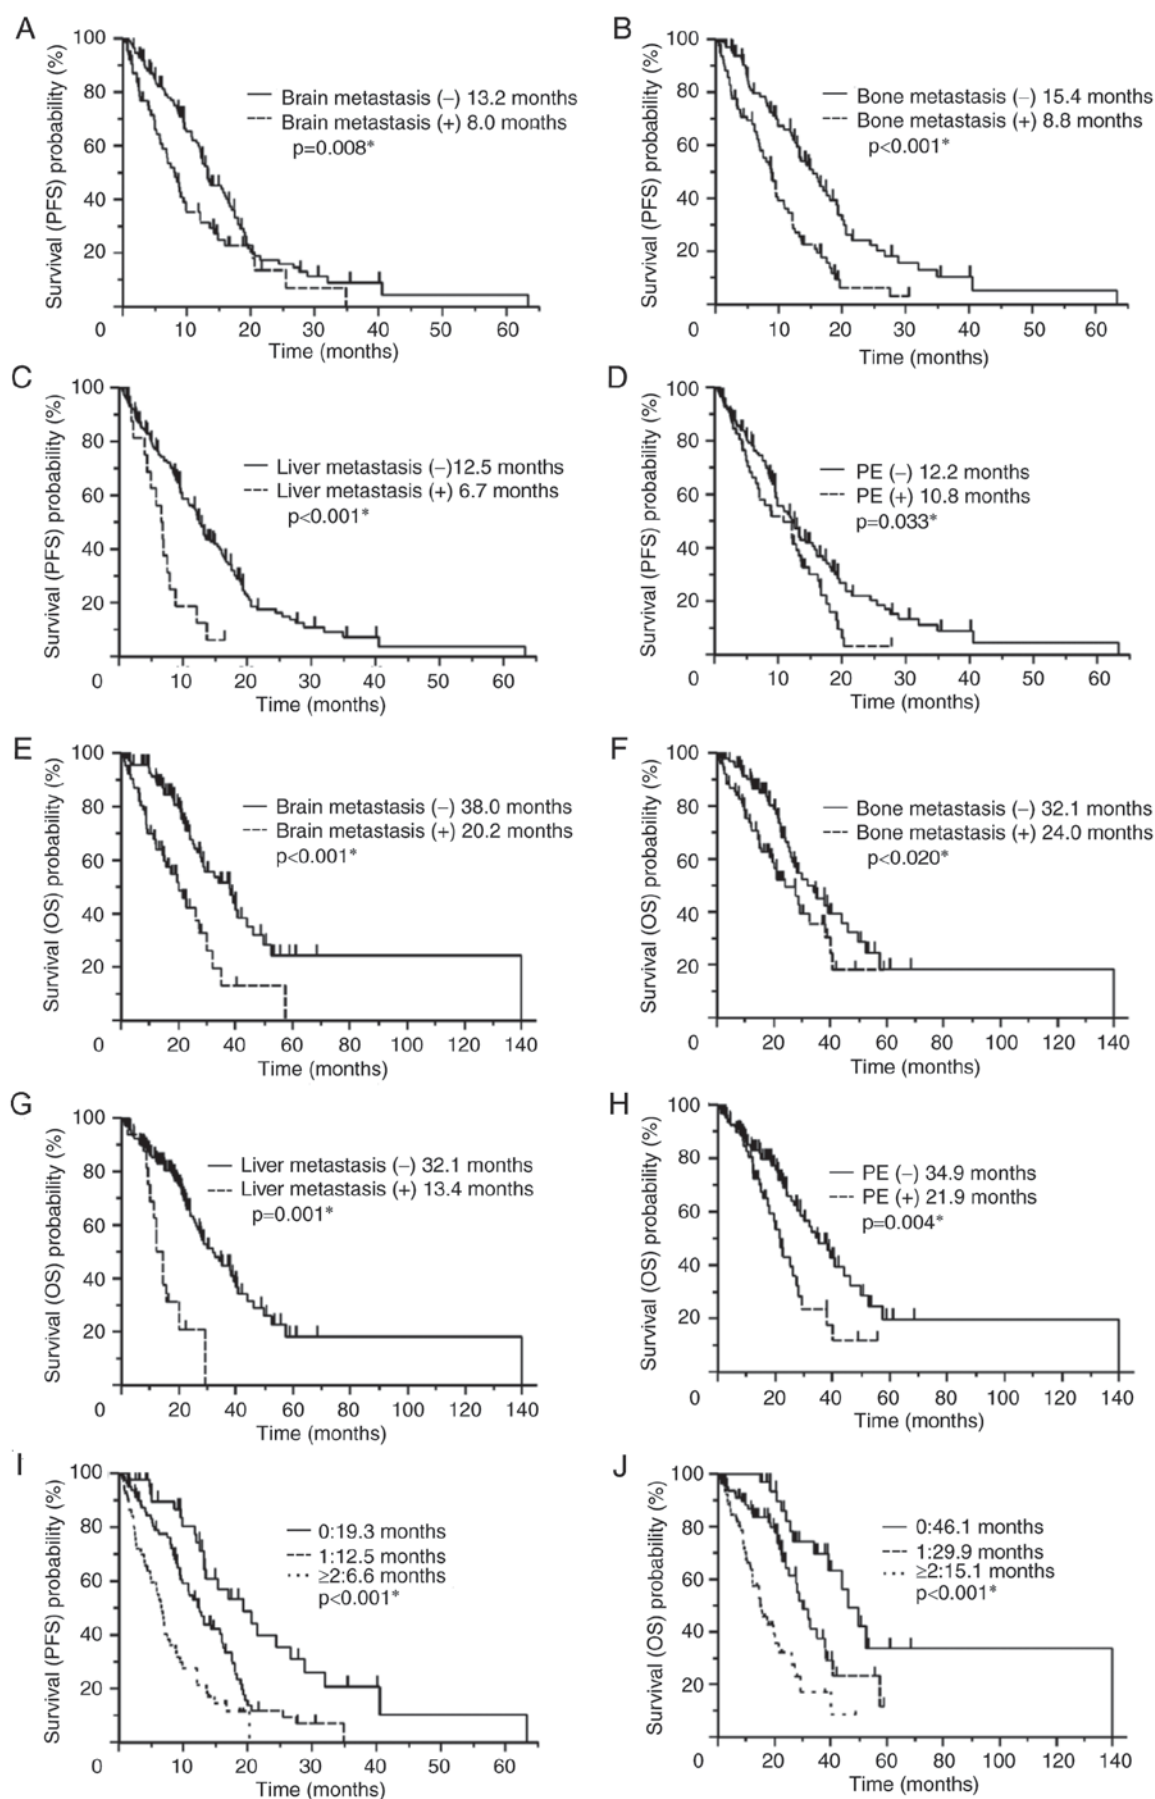 A
Survival (PFS) probability (%)
100
80
60
40
20
Brain metastasis (−) 13.2 months
Brain metastasis (+) 8.0 months
p=0.008*
0 10 20 30 40 50 60
Time (months)
B
Survival (PFS) probability (%)
100
80
60
40
20
Bone metastasis (−) 15.4 months
Bone metastasis (+) 8.8 months
p<0.001*
0 10 20 30 40 50 60
Time (months)
C
Survival (PFS) probability (%)
100
80
60
40
20
Liver metastasis (−)12.5 months
Liver metastasis (+) 6.7 months
p<0.001*
0 10 20 30 40 50 60
Time (months)
D
Survival (PFS) probability (%)
100
80
60
40
20
PE (−) 12.2 months
PE (+) 10.8 months
p=0.033*
0 10 20 30 40 50 60
Time (months)
E
Survival (OS) probability (%)
100
80
60
40
20
Brain metastasis (−) 38.0 months
Brain metastasis (+) 20.2 months
p<0.001*
0 20 40 60 80 100 120 140
Time (months)
F
Survival (OS) probability (%)
100
80
60
40
20
Bone metastasis (−) 32.1 months
Bone metastasis (+) 24.0 months
p<0.020*
0 20 40 60 80 100 120 140
Time (months)
G
Survival (OS) probability (%)
100
80
60
40
20
Liver metastasis (−) 32.1 months
Liver metastasis (+) 13.4 months
p=0.001*
0 20 40 60 80 100 120 140
Time (months)
H
Survival (OS) probability (%)
100
80
60
40
20
PE (−) 34.9 months
PE (+) 21.9 months
p=0.004*
0 20 40 60 80 100 120 140
Time (months)
I
Survival (PFS) probability (%)
100
80
60
40
20
0:19.3 months
1:12.5 months
≥2:6.6 months
p<0.001*
0 10 20 30 40 50 60
Time (months)
J
Survival (OS) probability (%)
100
80
60
40
20
0:46.1 months
1:29.9 months
≥2:15.1 months
p<0.001*
0 20 40 60 80 100 120 140
Time (months)